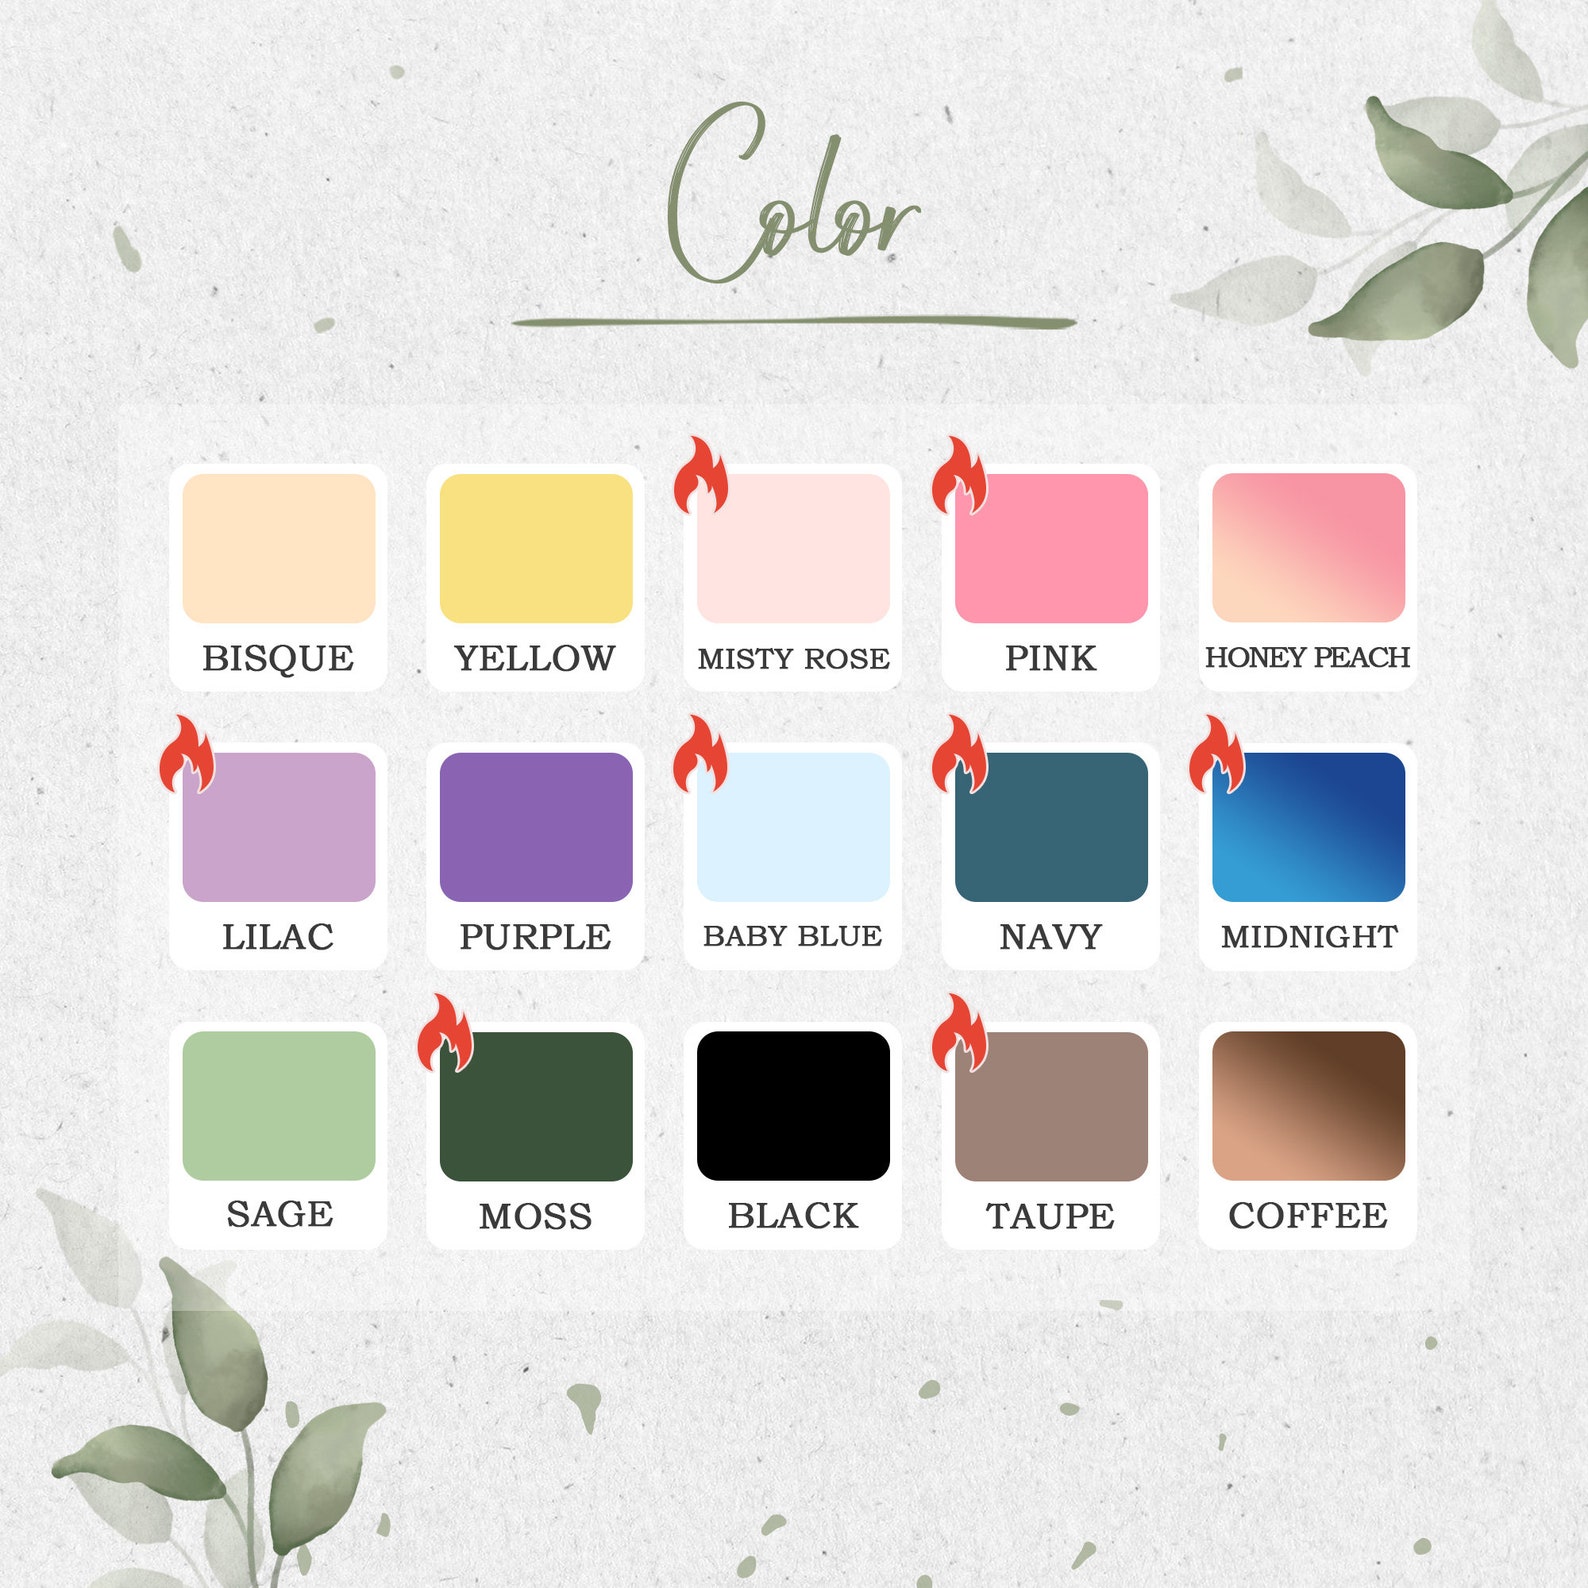 Color
BISQUE
YELLOW
MISTY ROSE
PINK
HONEY PEACH
LILAC
PURPLE
BABY BLUE
NAVY
MIDNIGHT
SAGE
MOSS
BLACK
TAUPE
COFFEE